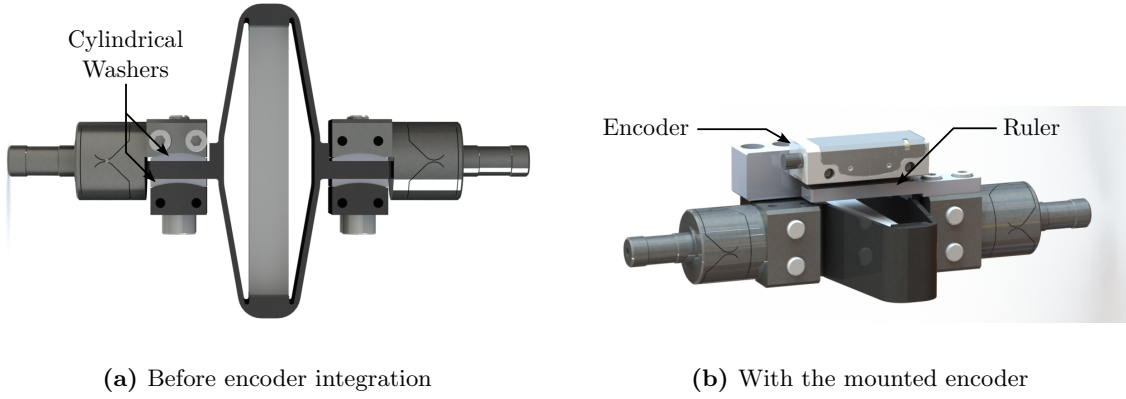 Cylindrical
Washers
Encoder
Ruler
(a) Before encoder integration
(b) With the mounted encoder